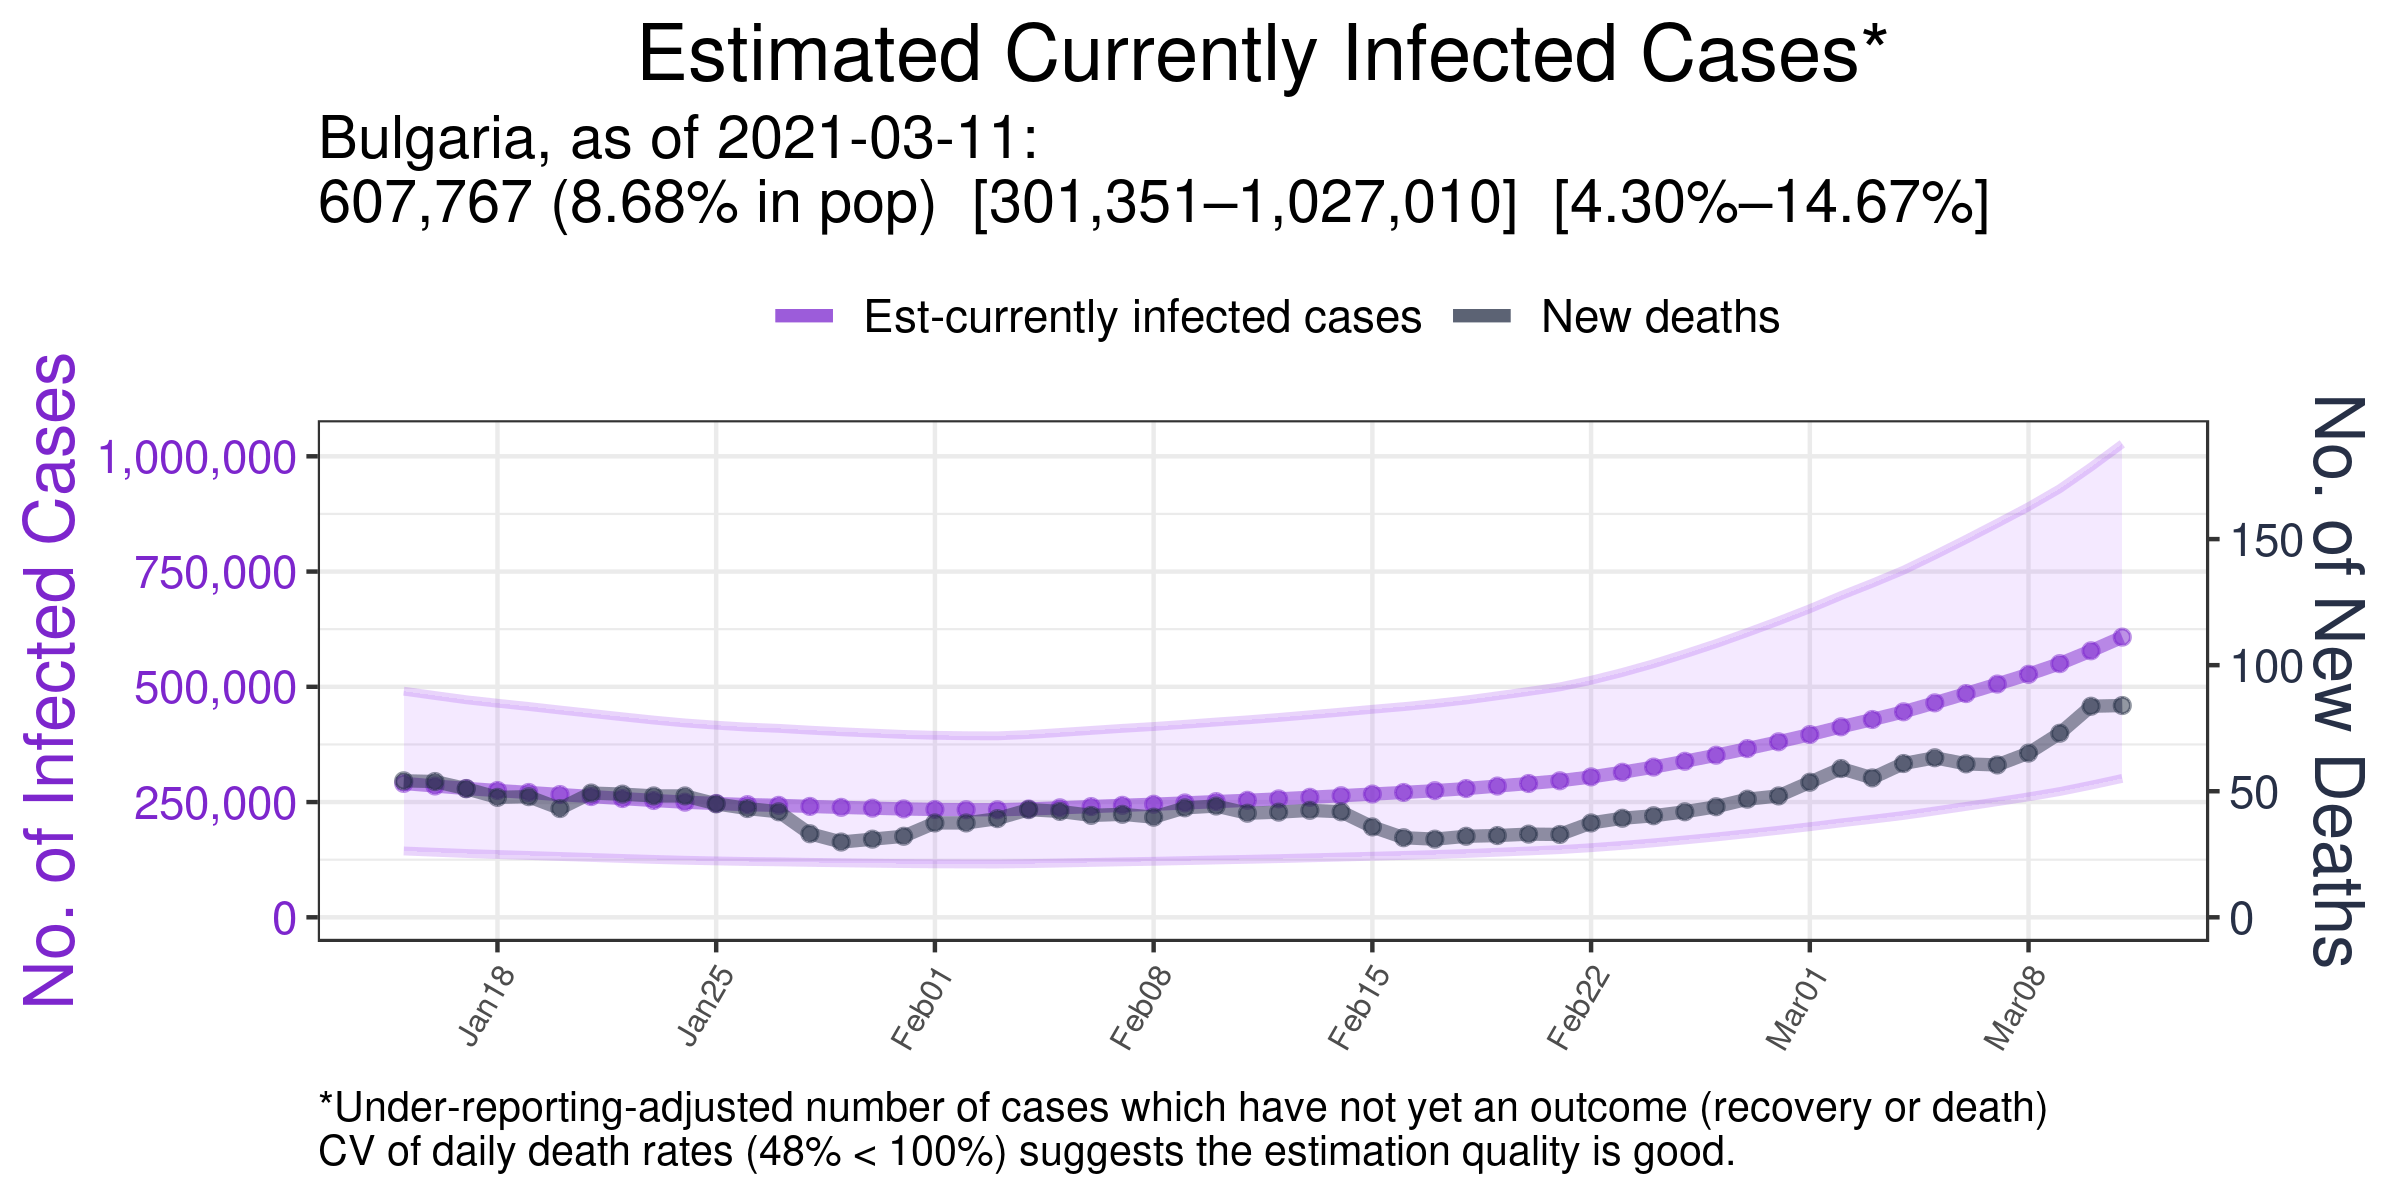 Estimated Currently Infected Cases*
Bulgaria, as of 2021-03-11:
607,767 (8.68% in pop)  [301,351–1,027,010]  [4.30%–14.67%]
Est-currently infected cases
New deaths
No. of Infected Cases
1,000,000
750,000
500,000
250,000
0
No. of New Deaths
150
100
50
0
Jan18
Jan25
Feb01
Feb08
Feb15
Feb22
Mar01
Mar08
*Under-reporting-adjusted number of cases which have not yet an outcome (recovery or death)
CV of daily death rates (48% < 100%) suggests the estimation quality is good.